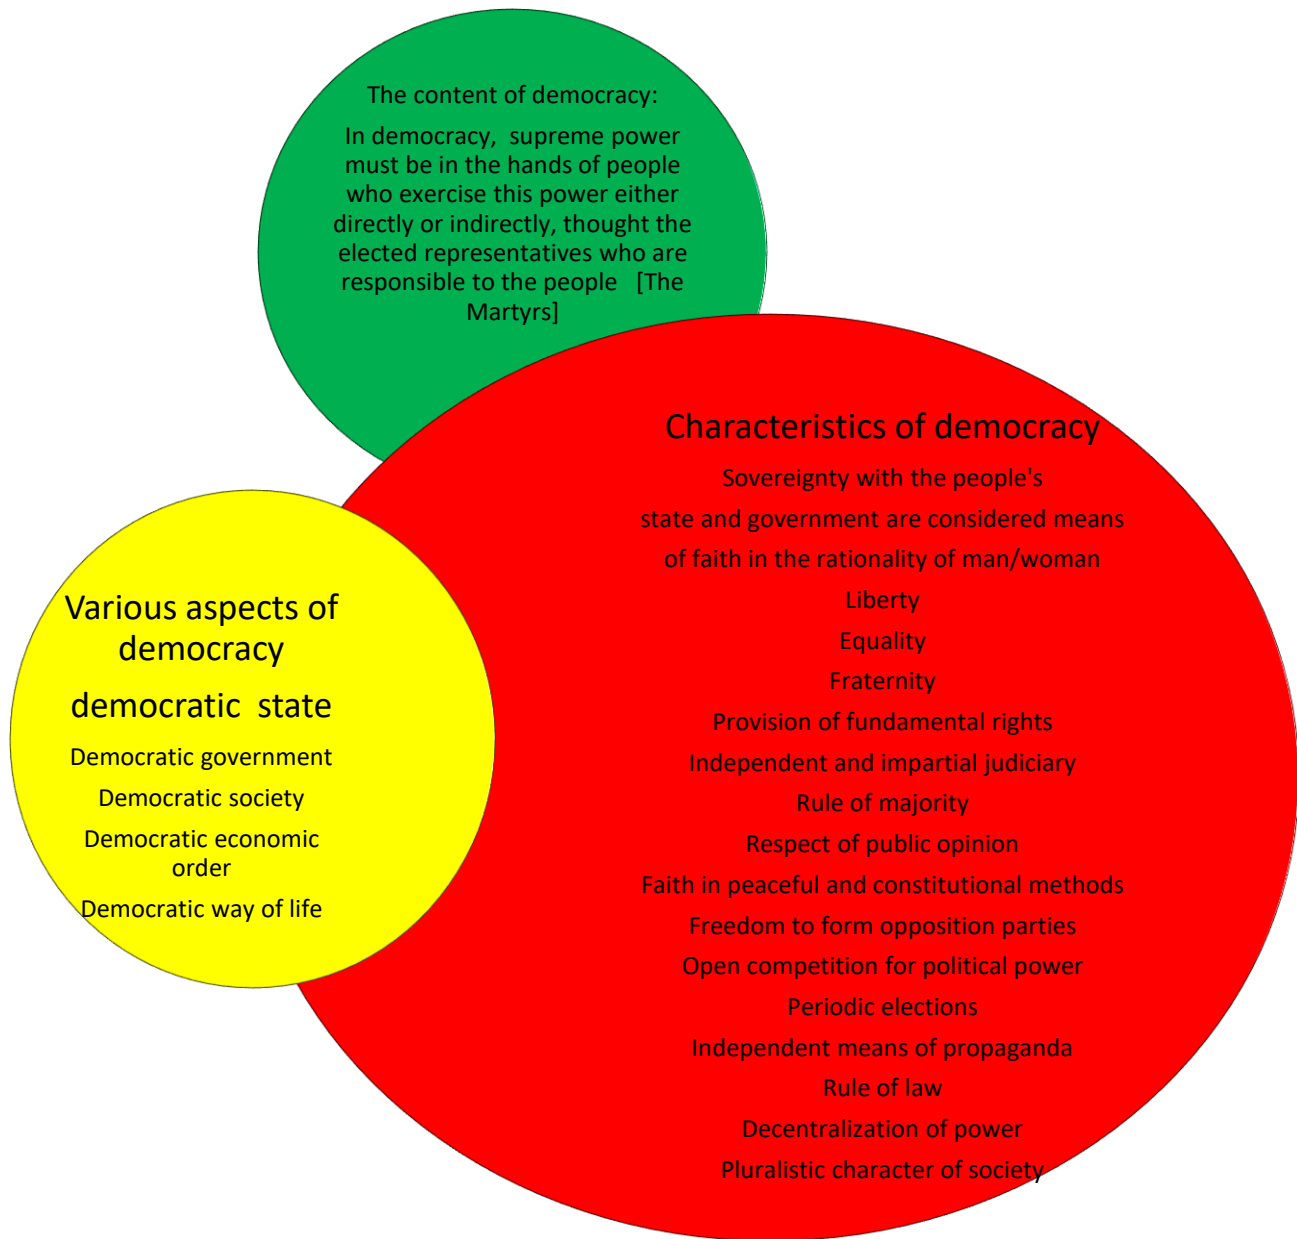 The content of democracy:
In democracy, supreme power
must be in the hands of people
who exercise this power either
directly or indirectly, thought the
elected representatives who are
responsible to the people [The
Martyrs]
Characteristics of democracy
Sovereignty with the people's
state and government are considered means
of faith in the rationality of man/woman
Liberty
Equality
Fraternity
Provision of fundamental rights
Independent and impartial judiciary
Rule of majority
Respect of public opinion
Faith in peaceful and constitutional methods
Freedom to form opposition parties
Open competition for political power
Periodic elections
Independent means of propaganda
Rule of law
Decentralization of power
Pluralistic character of society
Various aspects of
democracy
democratic state
Democratic government
Democratic society
Democratic economic
order
Democratic way of life